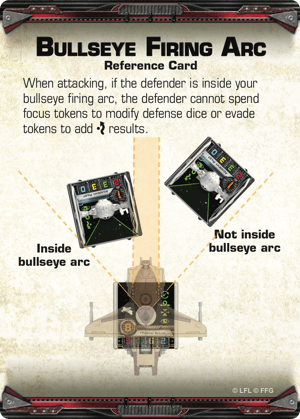 BULLSEYE FIRING ARC
Reference Card
When attacking, if the defender is inside your
bullseye firing arc, the defender cannot spend
focus tokens to modify defense dice or evade
tokens to add results.
Inside
bullseye arc
Not inside
bullseye arc
8
© LFL © FFG